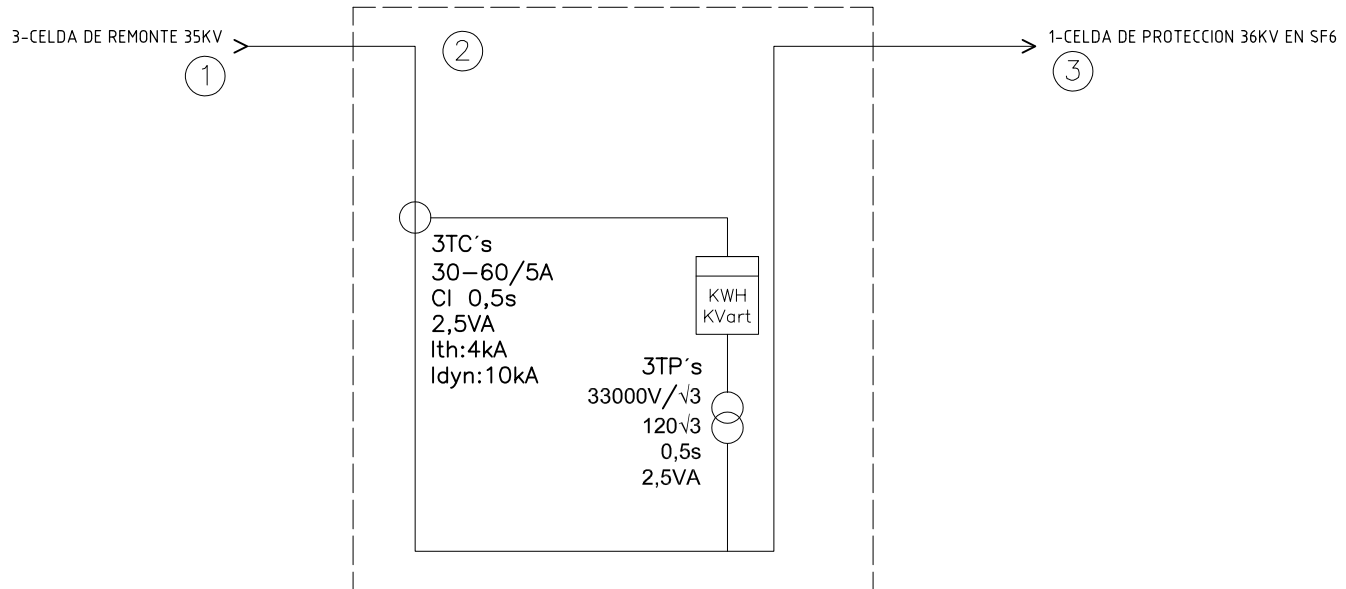 3-CELDA DE REMONTE 35KV
1
2
1-CELDA DE PROTECCION 36KV EN SF6
3
3TC´s
30-60/5A
Cl 0,5s
2,5VA
Ith:4kA
Idyn:10kA
KWH
KVart
3TP´s
33000V/√3
120√3
0,5s
2,5VA